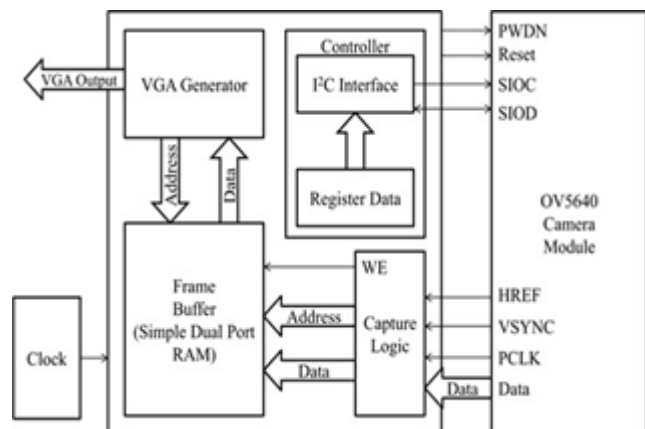 VGA Output
VGA Generator
Address
Data
Controller
I²C Interface
Register Data
PWDN
Reset
SIOC
SIOD
OV5640
Camera
Module
HREF
VSYNC
PCLK
Data
Data
WE
Address
Data
Capture
Logic
Frame
Buffer
(Simple Dual Port
RAM)
Clock